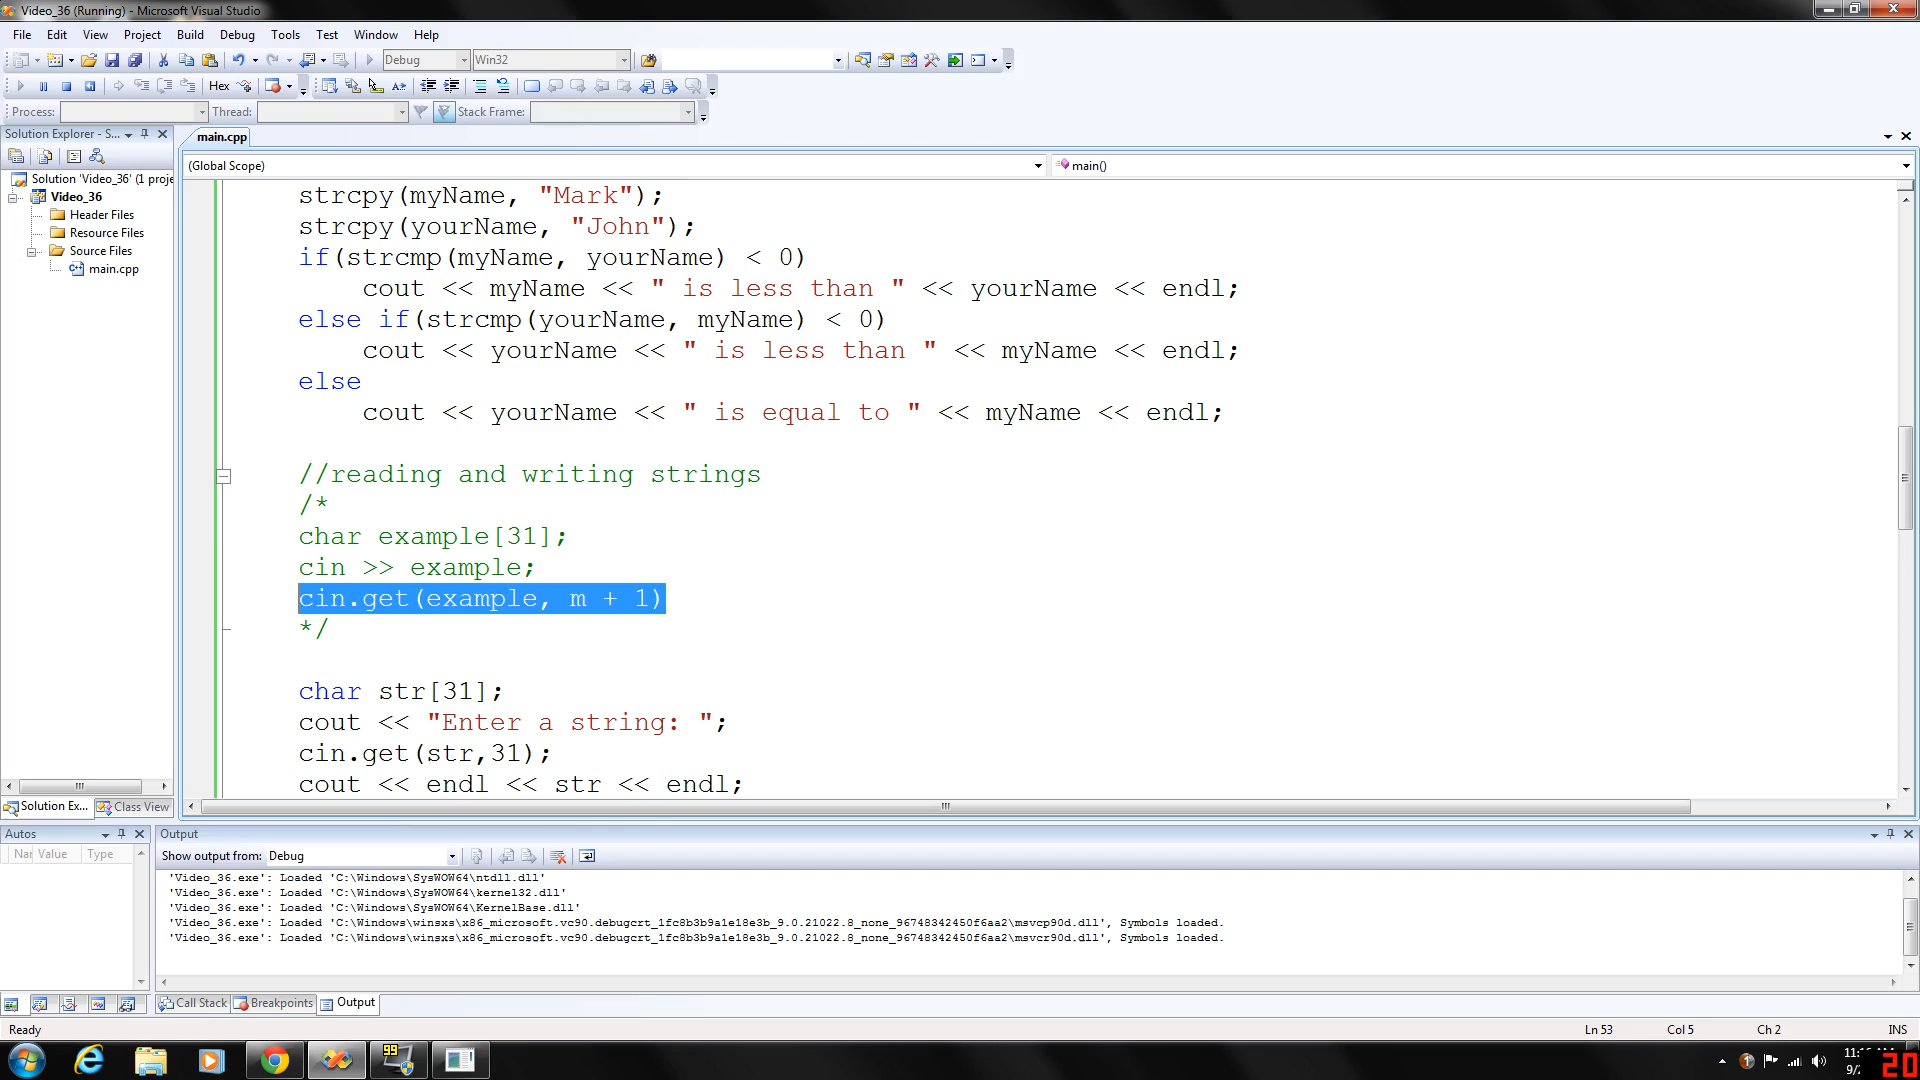 Video_36 (Running) - Microsoft Visual Studio
File Edit View Project Build Debug Tools Test Window Help
Debug Win32
Hex
Process: Thread: Stack Frame:
Solution Explorer - S...
main.cpp
(Global Scope) main()
Solution 'Video_36' (1 proje
Video_36
Header Files
Resource Files
Source Files
main.cpp
strcpy(myName, "Mark");
strcpy(yourName, "John");
if(strcmp(myName, yourName) < 0)
cout << myName << " is less than " << yourName << endl;
else if(strcmp(yourName, myName) < 0)
cout << yourName << " is less than " << myName << endl;
else
cout << yourName << " is equal to " << myName << endl;
//reading and writing strings
/*
char example[31];
cin >> example;
cin.get(example, m + 1)
*/
char str[31];
cout << "Enter a string: ";
cin.get(str,31);
cout << endl << str << endl;
Solution Ex... Class View
Autos
Nar Value Type
Output
Show output from: Debug
'Video_36.exe': Loaded 'C:\Windows\SysWOW64\ntdll.dll'
'Video_36.exe': Loaded 'C:\Windows\SysWOW64\kernel32.dll'
'Video_36.exe': Loaded 'C:\Windows\SysWOW64\KernelBase.dll'
'Video_36.exe': Loaded 'C:\Windows\winsxs\x86_microsoft.vc90.debugcrt_1fc8b3b9a1e18e3b_9.0.21022.8_none_96748342450f6aa2\msvcp90d.dll', Symbols loaded.
'Video_36.exe': Loaded 'C:\Windows\winsxs\x86_microsoft.vc90.debugcrt_1fc8b3b9a1e18e3b_9.0.21022.8_none_96748342450f6aa2\msvcr90d.dll', Symbols loaded.
Call Stack Breakpoints Output
Ready Ln 53 Col 5 Ch 2 INS
99
20